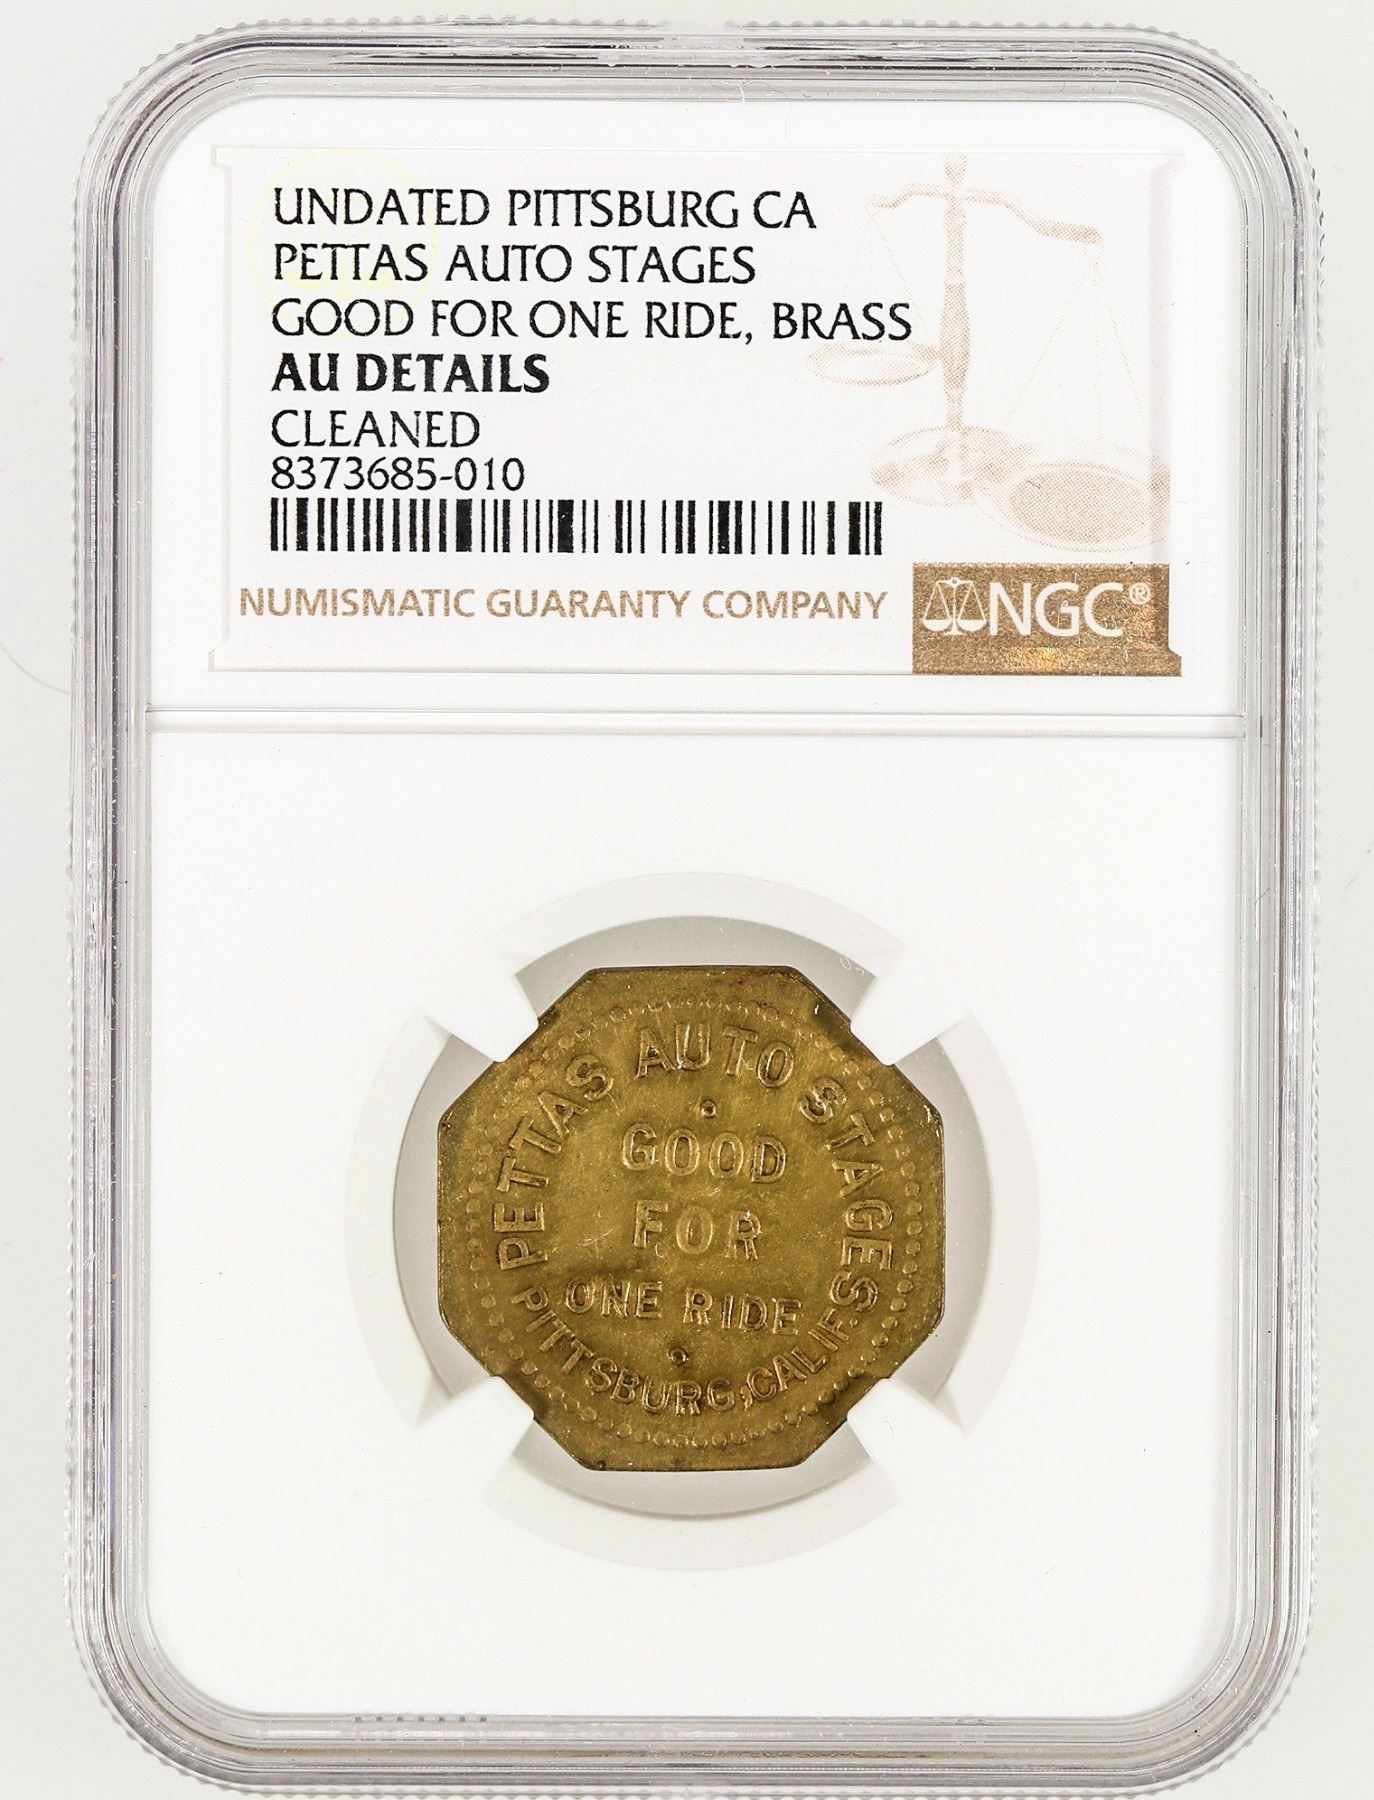 UNDATED PITTSBURG CA
PETTAS AUTO STAGES
GOOD FOR ONE RIDE, BRASS
AU DETAILS
CLEANED
8373685-010
NUMISMATIC GUARANTY COMPANY
NGC®
PETTAS AUTO STAGES
GOOD
FOR
ONE RIDE
PITTSBURG, CALIF.